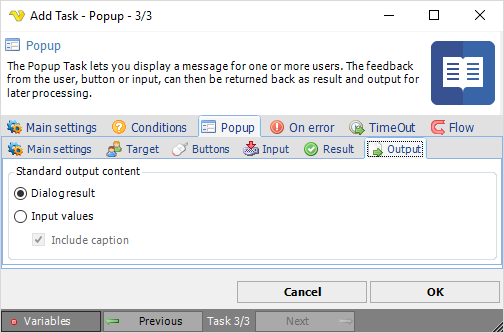 Add Task - Popup - 3/3
Popup
The Popup Task lets you display a message for one or more users. The feedback
from the user, button or input, can then be returned back as result and output for
later processing.
Main settings Conditions Popup On error TimeOut Flow
Main settings Target Buttons Input Result Output
Standard output content
Dialog result
Input values
Include caption
Cancel OK
Variables Previous Task 3/3 Next